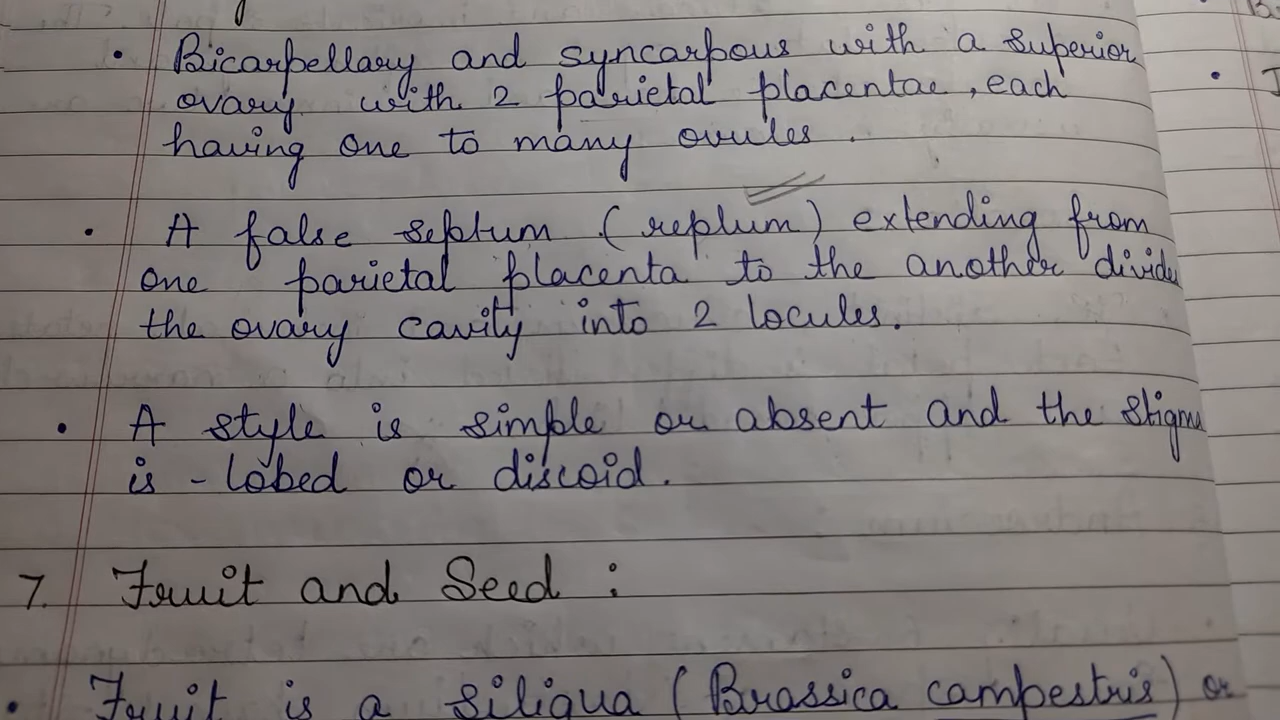 • Bicarpellary and syncarpous with a superior
ovary with 2 parietal placentae, each
having one to many ovules.
• A false septum (replum) extending from
one parietal placenta to the another divide
the ovary cavity into 2 locules.
• A style is simple or absent and the stigma
is - lobed or discoid.
7. Fruit and Seed :
• Fruit is a siliqua (Brassica campestris) or